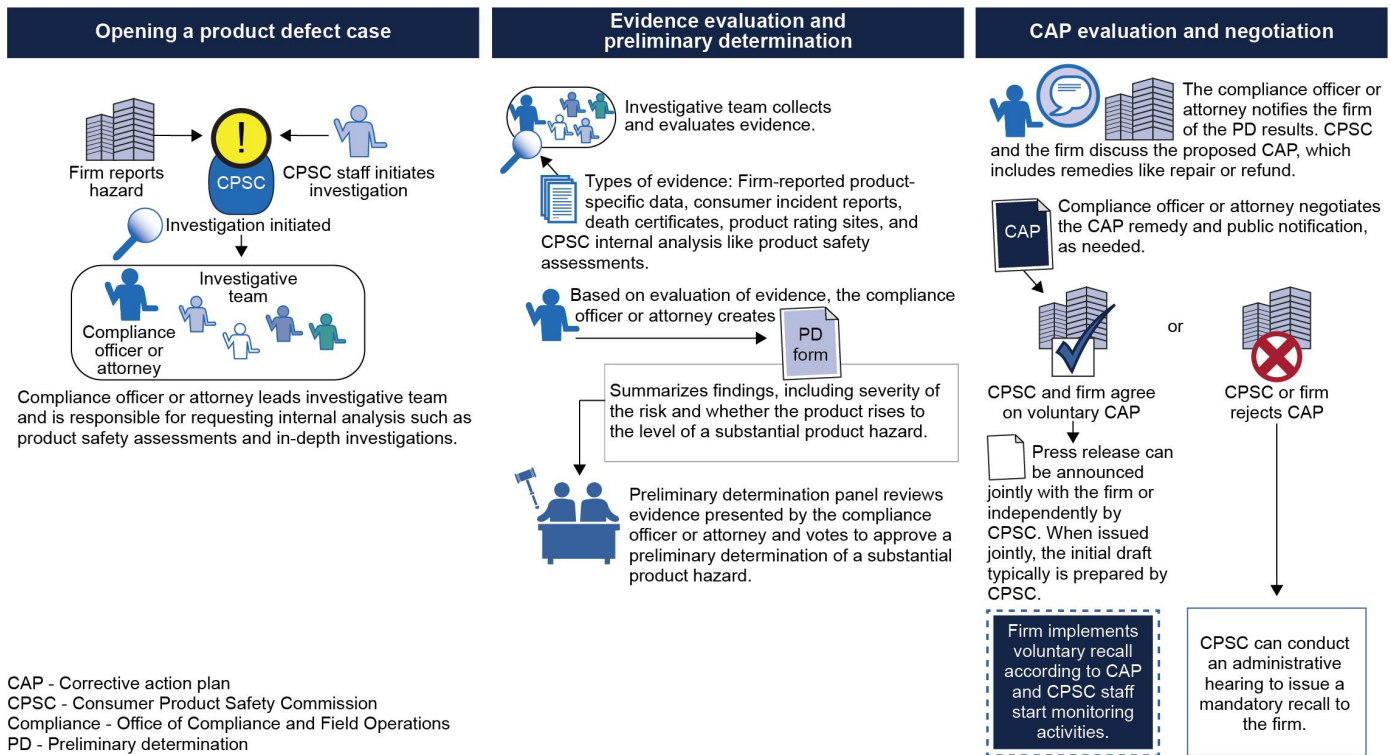 Opening a product defect case
Firm reports
hazard
!
CPSC
CPSC staff initiates
investigation
Investigation initiated
Investigative
team
Compliance
officer or
attorney
Compliance officer or attorney leads investigative team
and is responsible for requesting internal analysis such as
product safety assessments and in-depth investigations.
Evidence evaluation and
preliminary determination
Investigative team collects
and evaluates evidence.
Types of evidence: Firm-reported product-
specific data, consumer incident reports,
death certificates, product rating sites, and
CPSC internal analysis like product safety
assessments.
Based on evaluation of evidence, the compliance
officer or attorney creates
PD
form
Summarizes findings, including severity of
the risk and whether the product rises to
the level of a substantial product hazard.
Preliminary determination panel reviews
evidence presented by the compliance
officer or attorney and votes to approve a
preliminary determination of a substantial
product hazard.
CAP evaluation and negotiation
The compliance officer or
attorney notifies the firm
of the PD results. CPSC
and the firm discuss the proposed CAP, which
includes remedies like repair or refund.
CAP
Compliance officer or attorney negotiates
the CAP remedy and public notification,
as needed.
or
CPSC and firm agree
on voluntary CAP
CPSC or firm
rejects CAP
Press release can
be announced
jointly with the firm or
independently by
CPSC. When issued
jointly, the initial draft
typically is prepared by
CPSC.
Firm implements
voluntary recall
according to CAP
and CPSC staff
start monitoring
activities.
CPSC can conduct
an administrative
hearing to issue a
mandatory recall to
the firm.
CAP - Corrective action plan
CPSC - Consumer Product Safety Commission
Compliance - Office of Compliance and Field Operations
PD - Preliminary determination